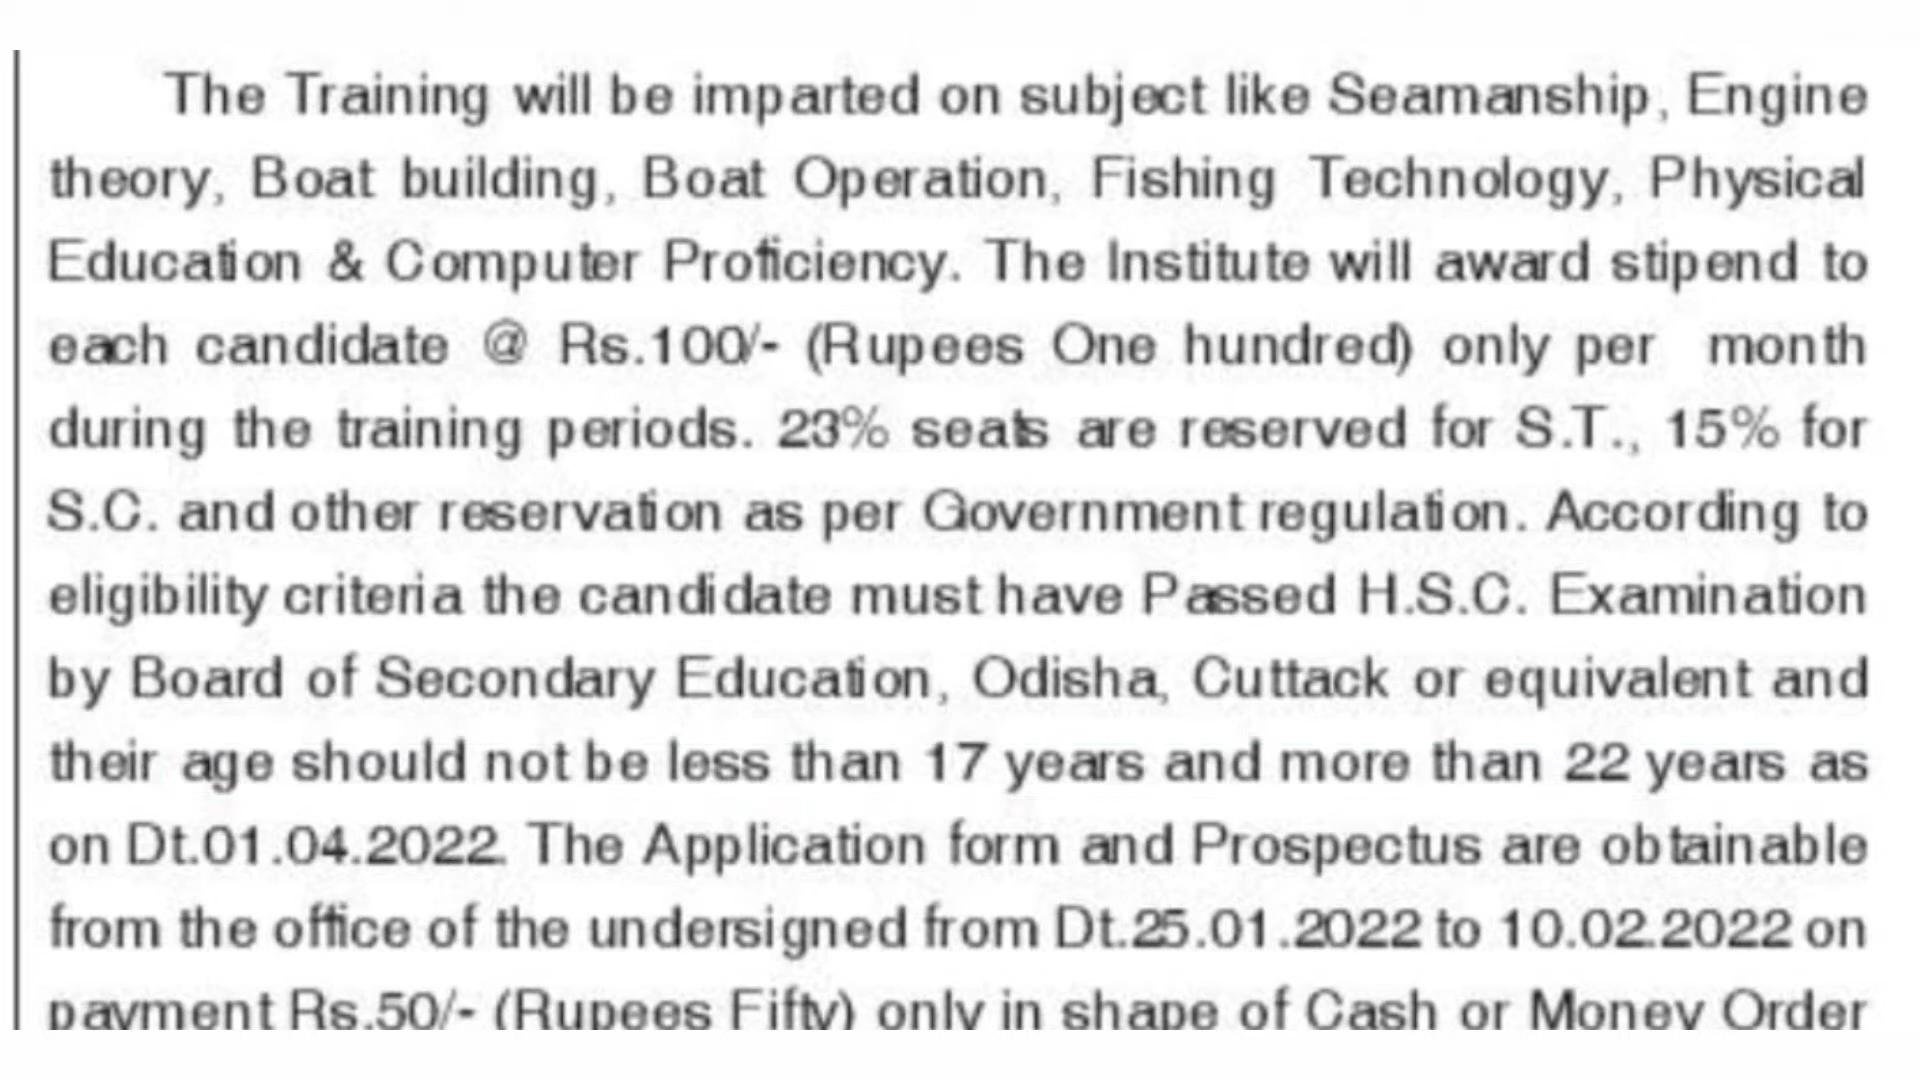 The Training will be imparted on subject like Seamanship, Engine
theory, Boat building, Boat Operation, Fishing Technology, Physical
Education & Computer Proficiency. The Institute will award stipend to
each candidate @ Rs.100/- (Rupees One hundred) only per month
during the training periods. 23% seats are reserved for S.T., 15% for
S.C. and other reservation as per Government regulation. According to
eligibility criteria the candidate must have Passed H.S.C. Examination
by Board of Secondary Education, Odisha, Cuttack or equivalent and
their age should not be less than 17 years and more than 22 years as
on Dt.01.04.2022. The Application form and Prospectus are obtainable
from the office of the undersigned from Dt.25.01.2022 to 10.02.2022 on
payment Rs.50/- (Rupees Fifty) only in shape of Cash or Money Order